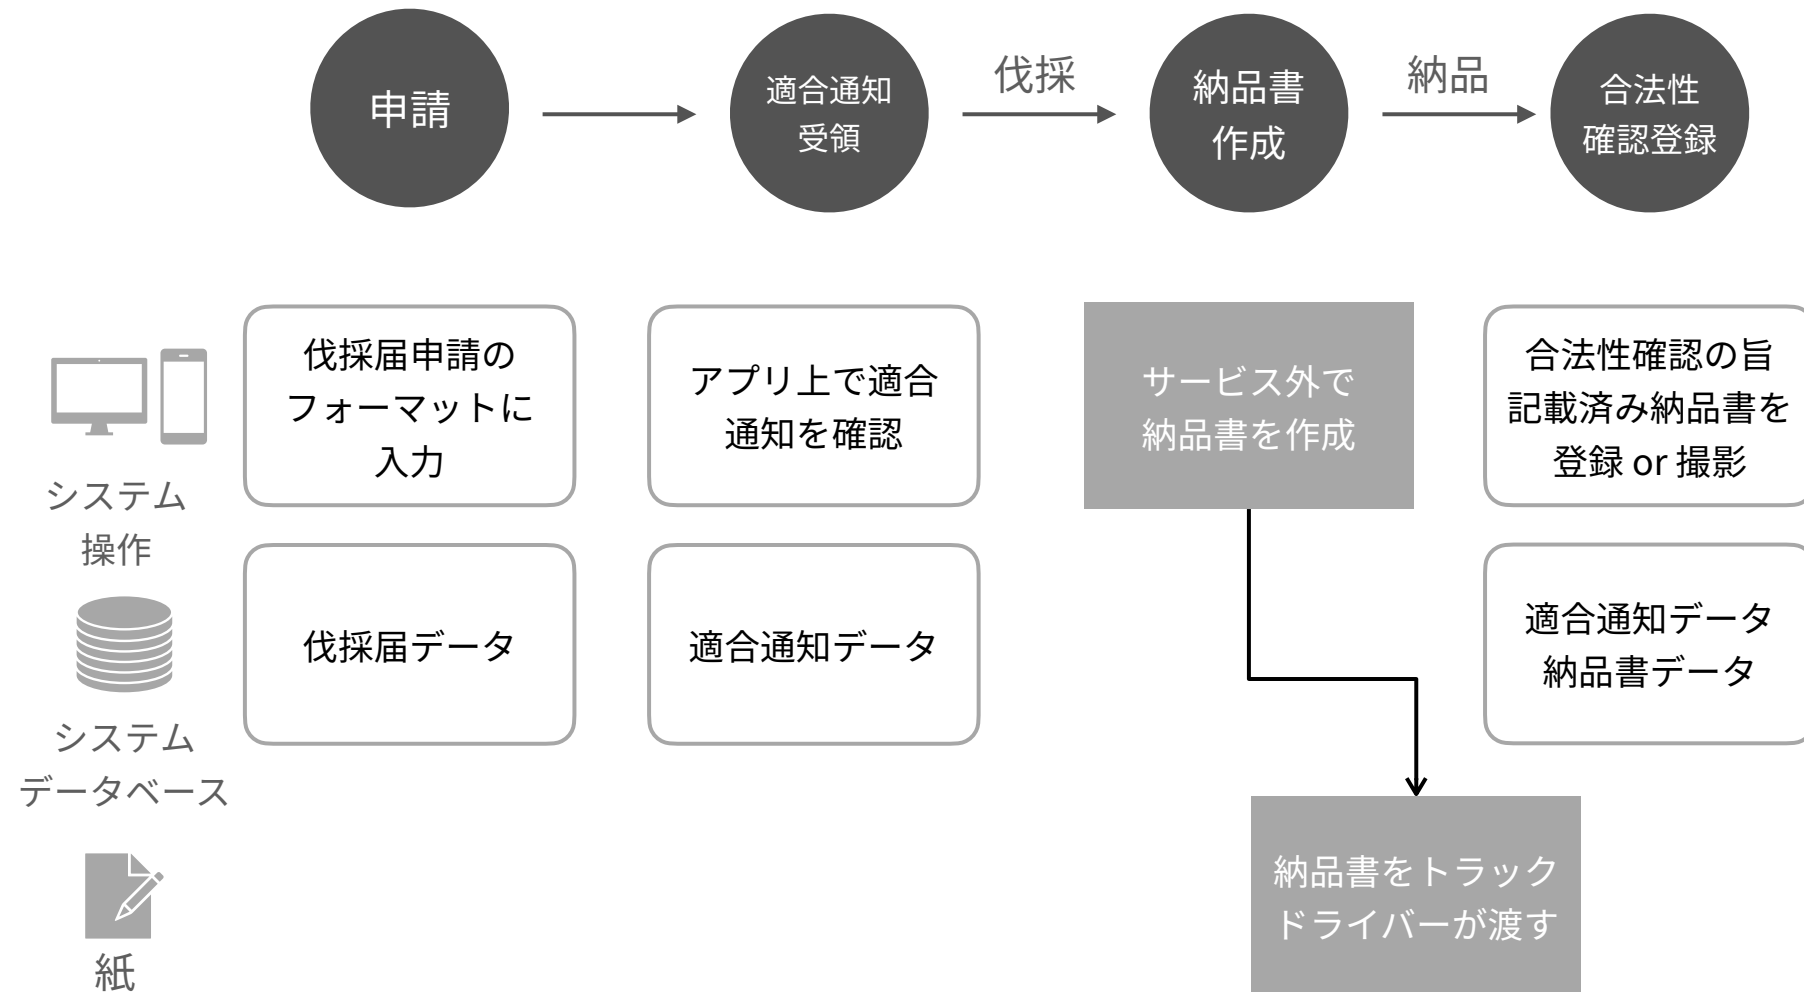 申請
適合通知
受領
伐採
納品書
作成
納品
合法性
確認登録
システム
操作
伐採届申請の
フォーマットに
入力
アプリ上で適合
通知を確認
サービス外で
納品書を作成
合法性確認の旨
記載済み納品書を
登録 or 撮影
システム
データベース
伐採届データ
適合通知データ
適合通知データ
納品書データ
紙
納品書をトラック
ドライバーが渡す